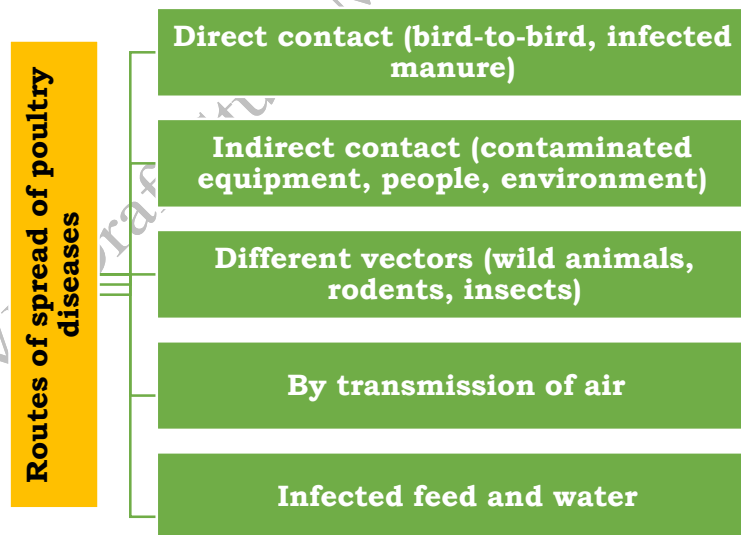 Routes of spread of poultry
diseases
Direct contact (bird-to-bird, infected
manure)
Indirect contact (contaminated
equipment, people, environment)
Different vectors (wild animals,
rodents, insects)
By transmission of air
Infected feed and water